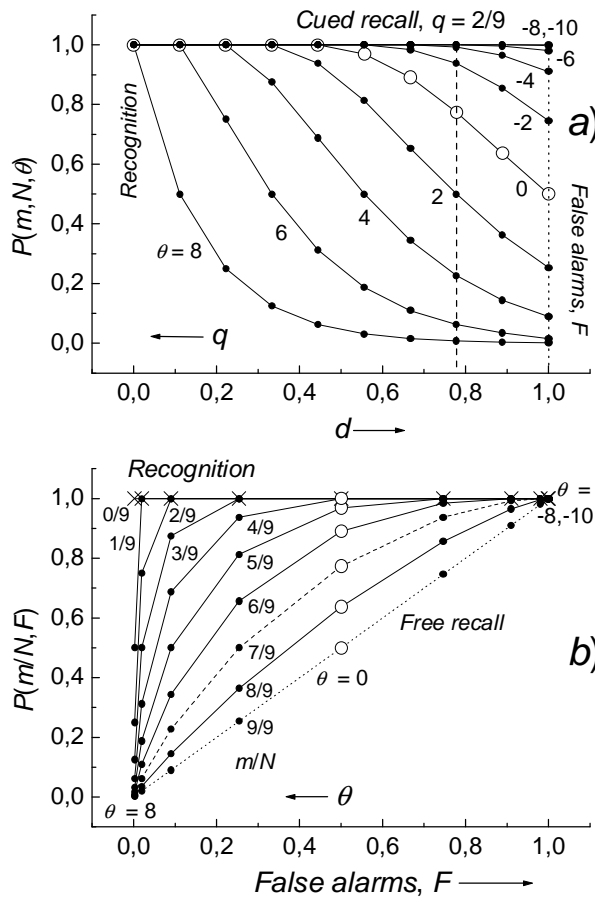 Cued recall, q = 2/9
-8,-10
-6
-4
-2
0
2
4
6
θ = 8
Recognition
False alarms, F
a)
P(m,N,θ)
1,0
0,8
0,6
0,4
0,2
0,0
q
0,0 0,2 0,4 0,6 0,8 1,0
d
Recognition
θ =
-8,-10
0/9
1/9
2/9
3/9
4/9
5/9
6/9
7/9
8/9
9/9
m/N
Free recall
θ = 0
θ
θ = 8
b)
P(m/N,F)
1,0
0,8
0,6
0,4
0,2
0,0
0,0 0,2 0,4 0,6 0,8 1,0
False alarms, F